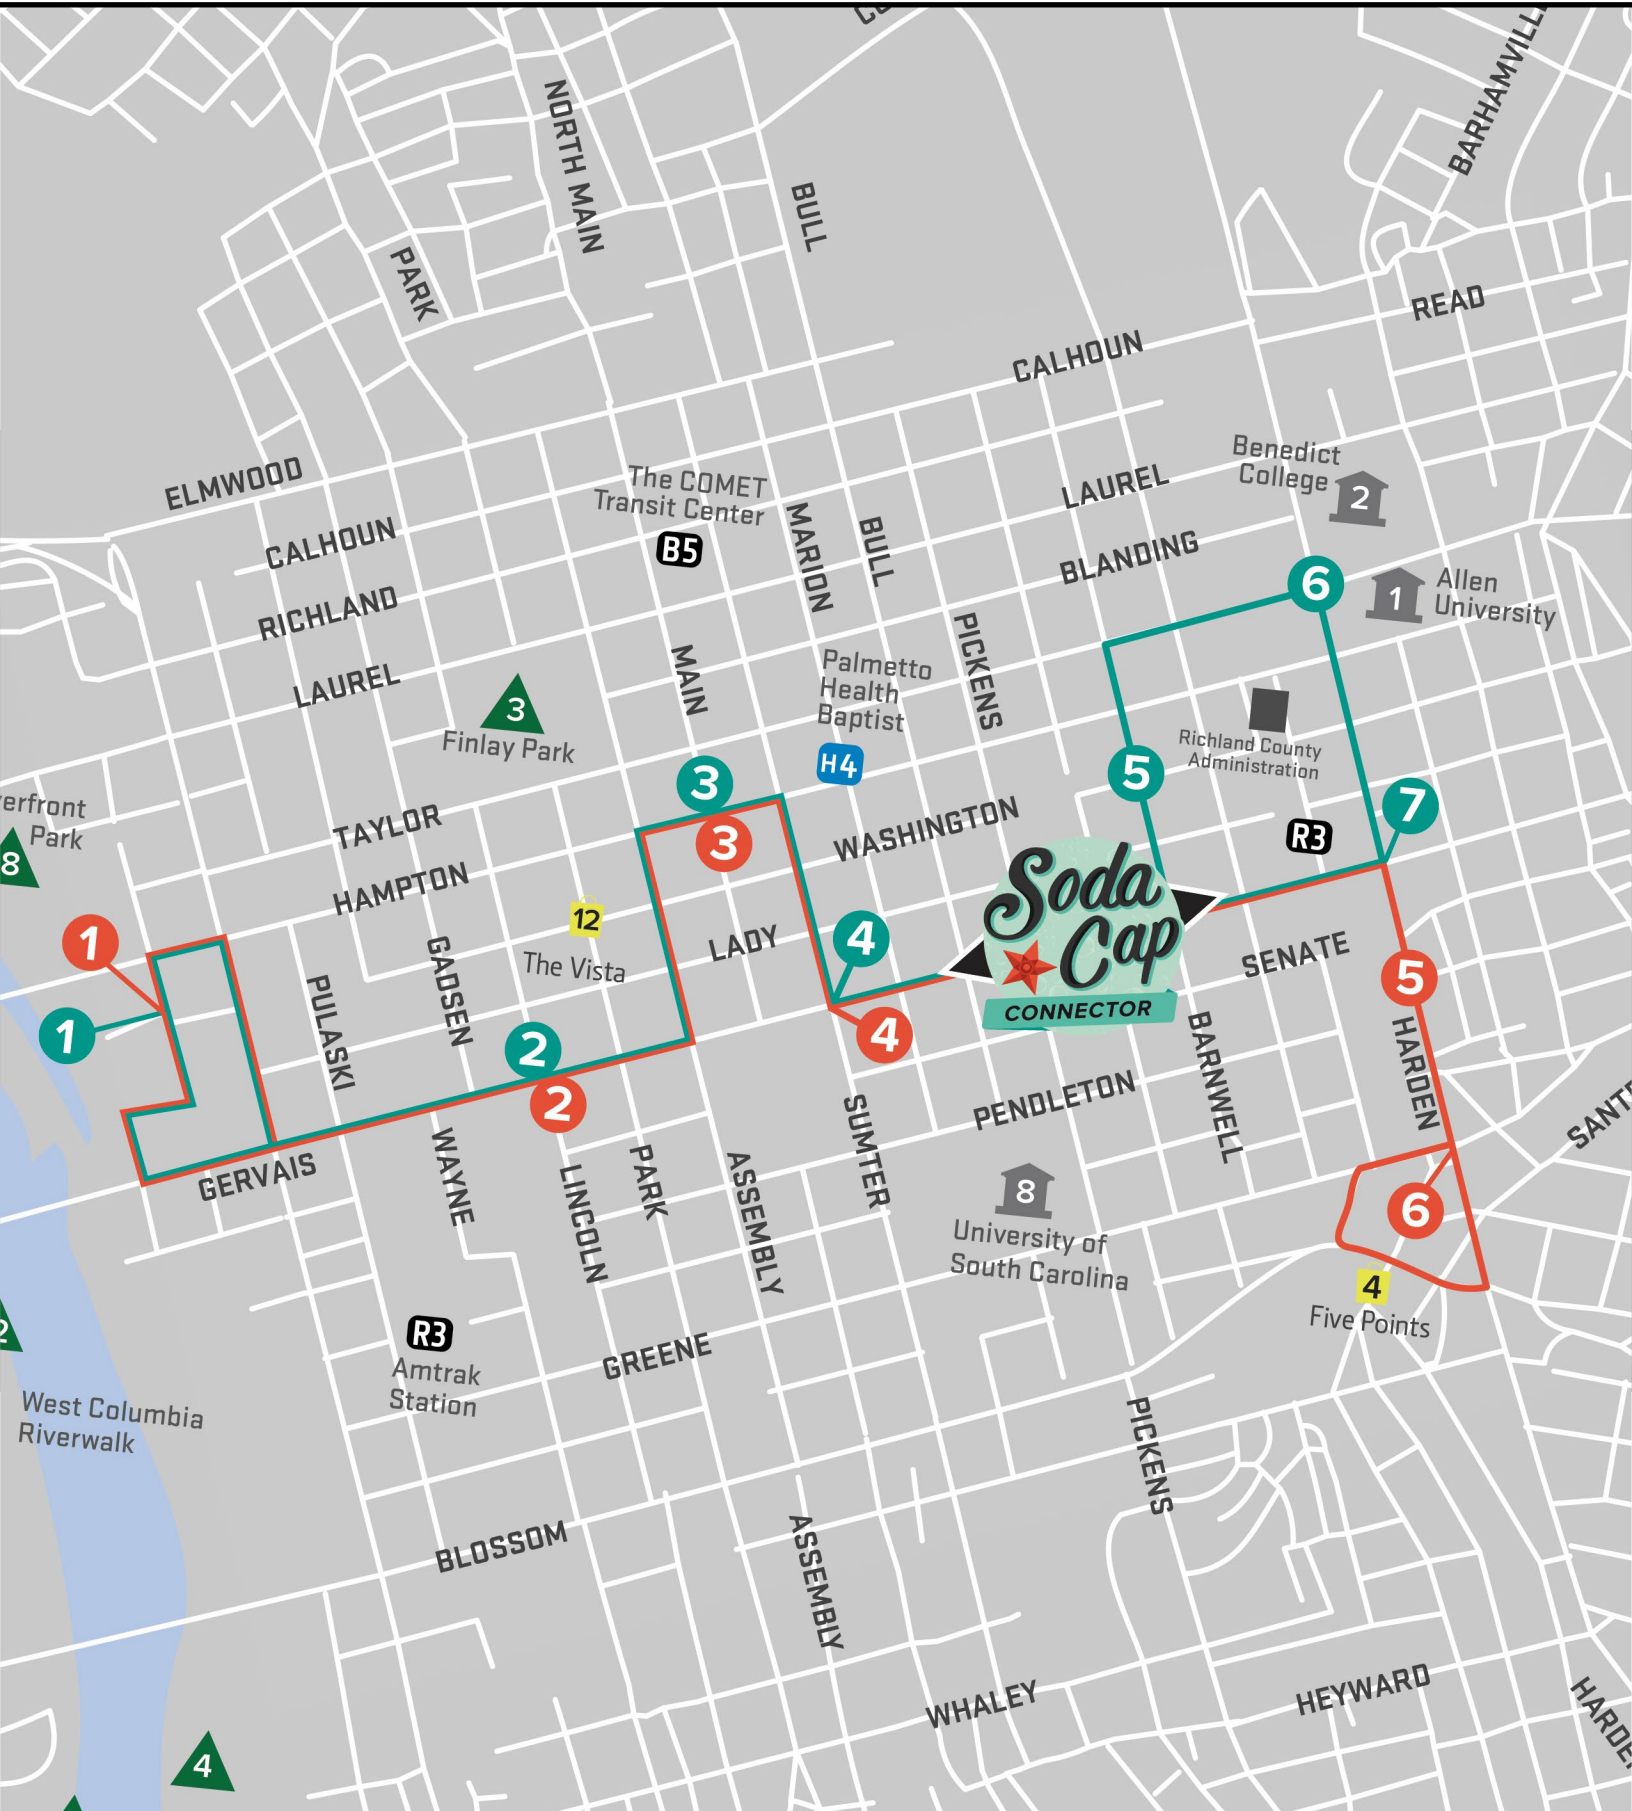 BARHAMVILL
NORTH MAIN
BULL
PARK
READ
CALHOUN
ELMWOOD
Benedict
College
2
The COMET
Transit Center
B5
LAUREL
CALHOUN
MARION
BULL
BLANDING
6
Allen
University
1
RICHLAND
PICKENS
LAUREL
MAIN
Palmetto
Health
Baptist
H4
3
Finlay Park
Richland County
Administration
5
3
7
erfront
Park
8
TAYLOR
WASHINGTON
R3
3
HAMPTON
Soda
Cap
CONNECTOR
12
The Vista
1
LADY
4
SENATE
GADSEN
5
PULASKI
1
2
4
BARNWELL
HARDEN
2
PENDLETON
SANT
SUMTER
GERVAIS
WAYNE
LINCOLN
PARK
ASSEMBLY
8
University of
South Carolina
6
4
Five Points
2
R3
Amtrak
Station
GREENE
West Columbia
Riverwalk
PICKENS
BLOSSOM
ASSEMBLY
WHALEY
HEYWARD
HARDE
4